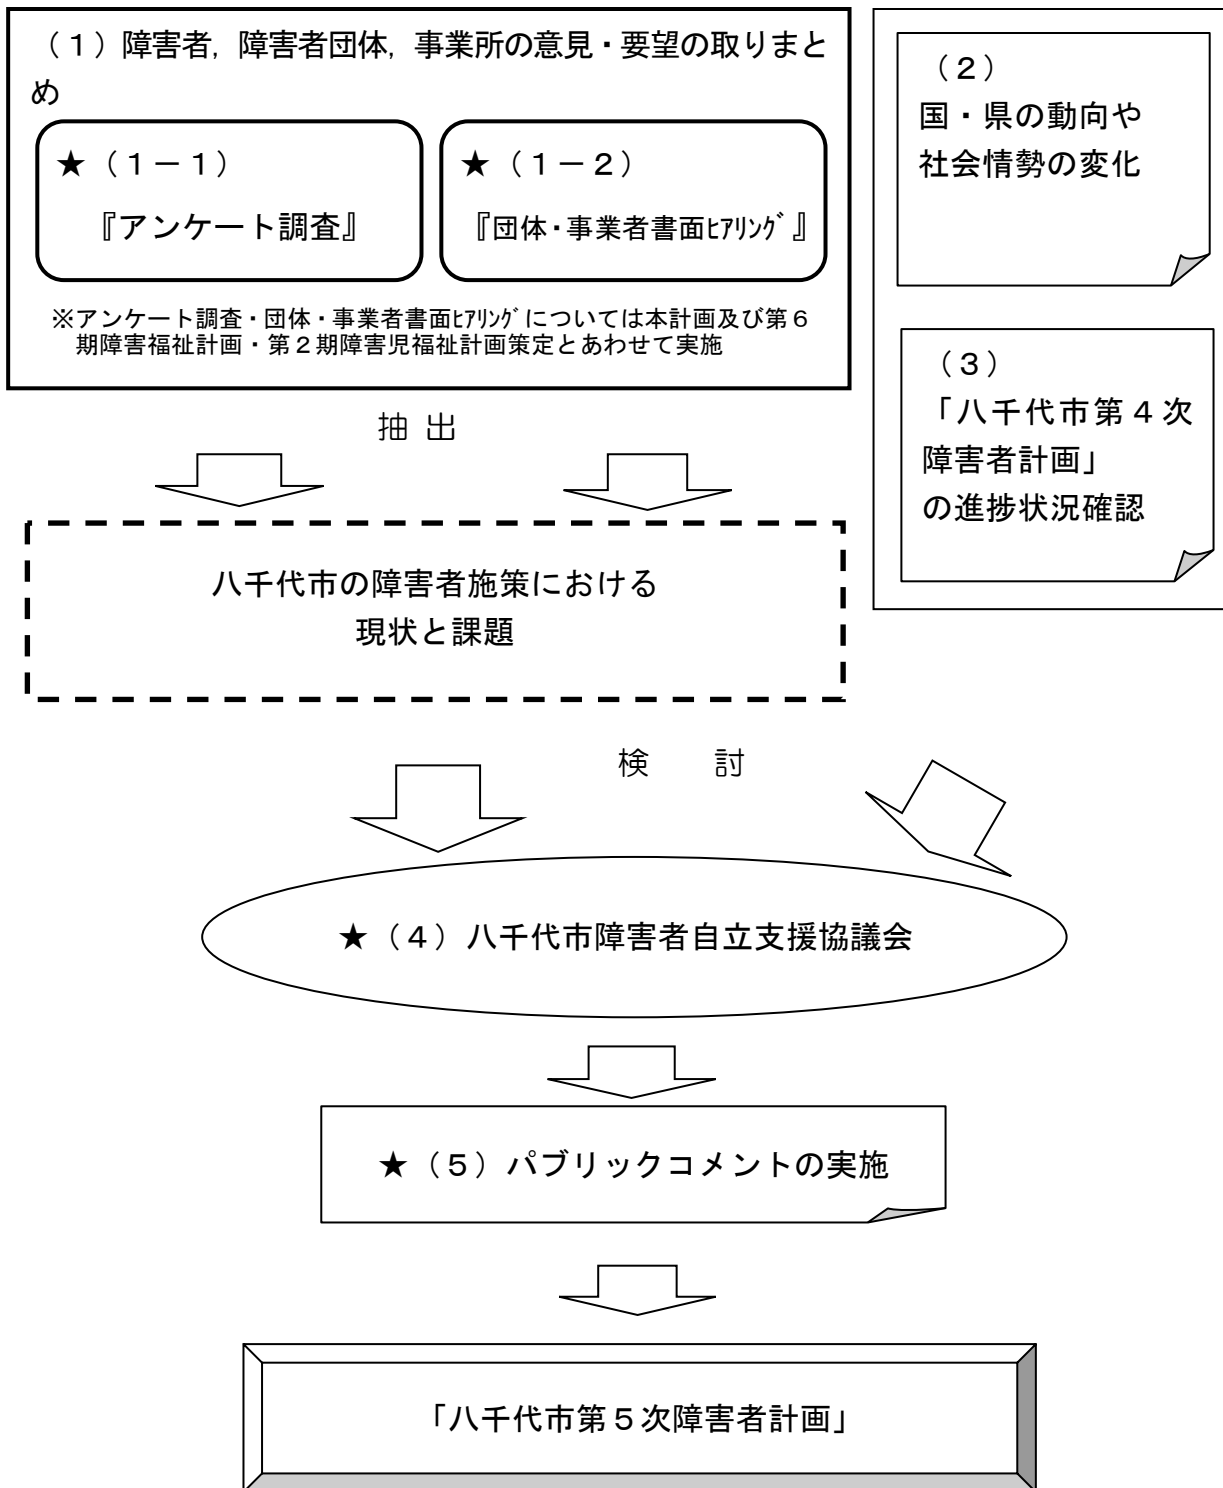 （１）障害者，障害者団体，事業所の意見・要望の取りまと
め
★（１－１）
『アンケート調査』
★（１－２）
『団体・事業者書面ﾋｱﾘﾝｸﾞ』
※アンケート調査・団体・事業者書面ﾋｱﾘﾝｸﾞについては本計画及び第６
期障害福祉計画・第２期障害児福祉計画策定とあわせて実施
（２）
国・県の動向や
社会情勢の変化
（３）
「八千代市第４次
障害者計画」
の進捗状況確認
抽 出
八千代市の障害者施策における
現状と課題
検　討
★（４）八千代市障害者自立支援協議会
★（５）パブリックコメントの実施
「八千代市第５次障害者計画」